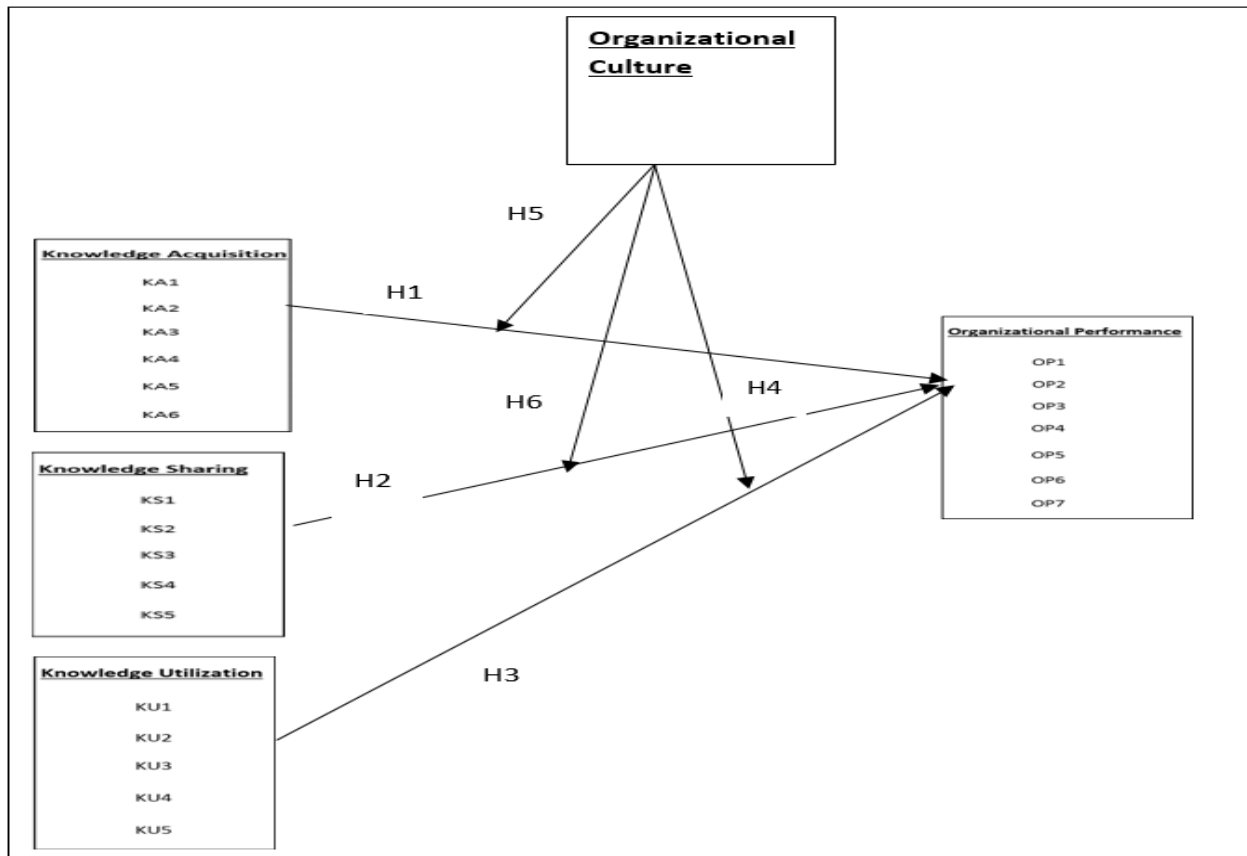 Organizational
Culture
H5
Knowledge Acquisition
KA1
KA2
KA3
KA4
KA5
KA6
H1
Organizational Performance
OP1
OP2
OP3
OP4
OP5
OP6
OP7
H6
H4
Knowledge Sharing
KS1
KS2
KS3
KS4
KS5
H2
Knowledge Utilization
KU1
KU2
KU3
KU4
KU5
H3